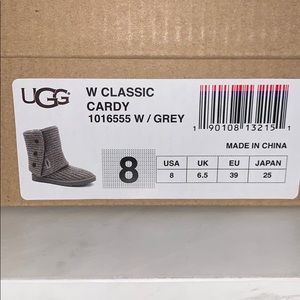 UGG
W CLASSIC
CARDY
1016555 W / GREY
1 90108 13215 1
MADE IN CHINA
8
USA UK EU JAPAN
8 6.5 39 25